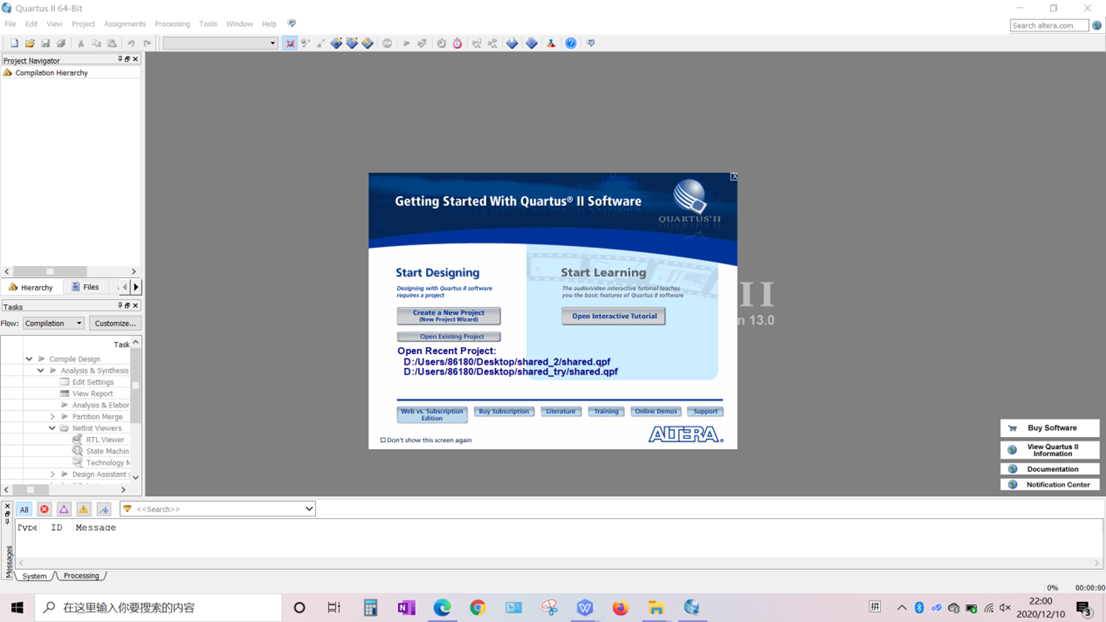 Quartus II 64-Bit
File Edit View Project Assignments Processing Tools Window Help
Search altera.com
Project Navigator
Compilation Hierarchy
Hierarchy Files
Tasks
Flow: Compilation Customize...
Task
Compile Design
Analysis & Synthesis
Edit Settings
View Report
Analysis & Elabor
Partition Merge
Netlist Viewers
RTL Viewer
State Machin
Technology M
Design Assistant
Getting Started With Quartus® II Software
QUARTUS®II
Start Designing
Designing with Quartus II software
requires a project
Create a New Project
(New Project Wizard)
Open Existing Project
Start Learning
The audio/video interactive tutorial teaches
you the basic features of Quartus II software
Open Interactive Tutorial
Open Recent Project:
D:/Users/86180/Desktop/shared_2/shared.qpf
D:/Users/86180/Desktop/shared_try/shared.qpf
Web vs. Subscription
Edition
Buy Subscription
Literature
Training
Online Demos
Support
Don't show this screen again
ALTERA.
II
n 13.0
Buy Software
View Quartus II
Information
Documentation
Notification Center
All <<Search>>
Type ID Message
Messages
System Processing
0% 00:00:00
在这里输入你要搜索的内容
拼
22:00
2020/12/10
3